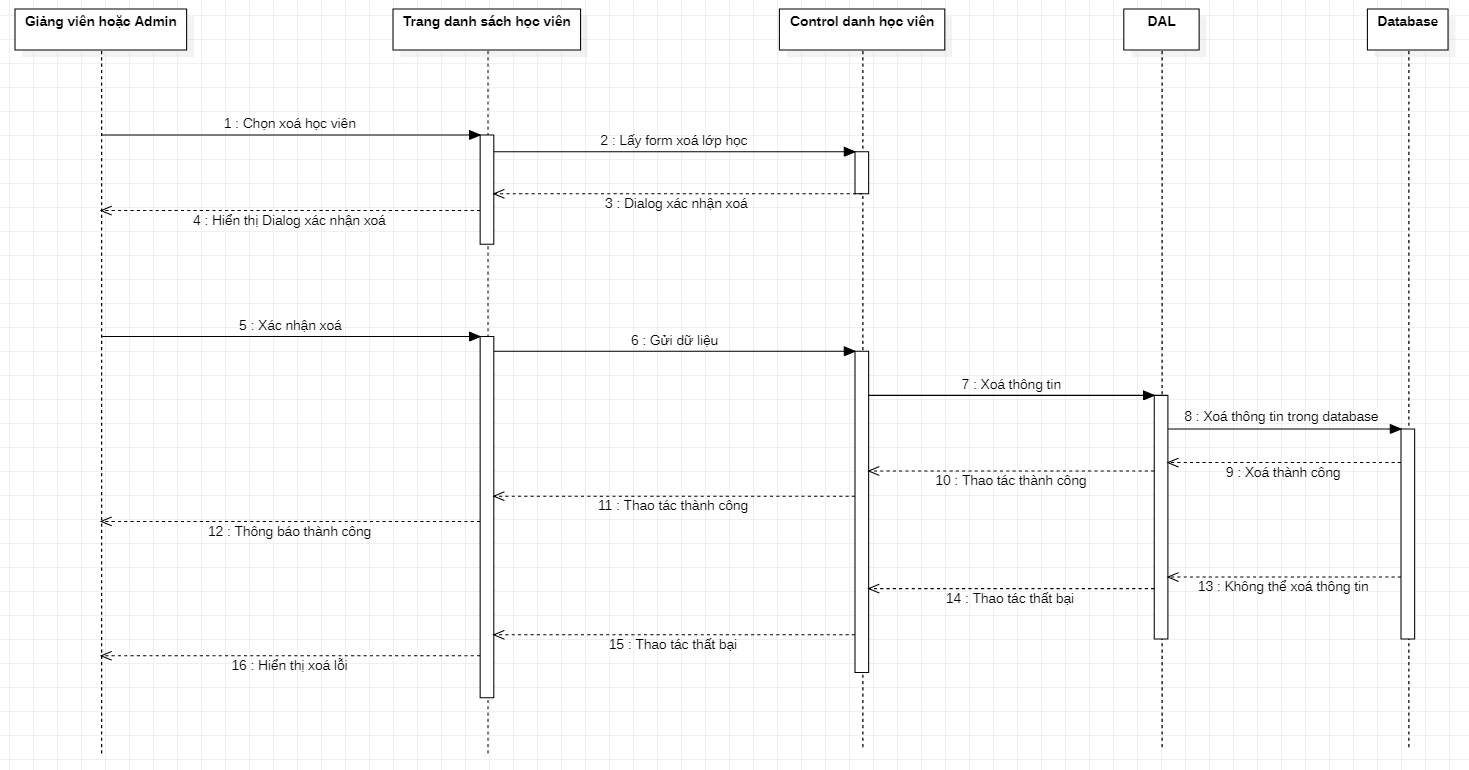 Giảng viên hoặc Admin
Trang danh sách học viên
Control danh học viên
DAL
Database
1 : Chọn xoá học viên
2 : Lấy form xoá lớp học
3 : Dialog xác nhận xoá
4 : Hiển thị Dialog xác nhận xoá
5 : Xác nhận xoá
6 : Gửi dữ liệu
7 : Xoá thông tin
8 : Xoá thông tin trong database
9 : Xoá thành công
10 : Thao tác thành công
11 : Thao tác thành công
12 : Thông báo thành công
13 : Không thể xoá thông tin
14 : Thao tác thất bại
15 : Thao tác thất bại
16 : Hiển thị xoá lỗi